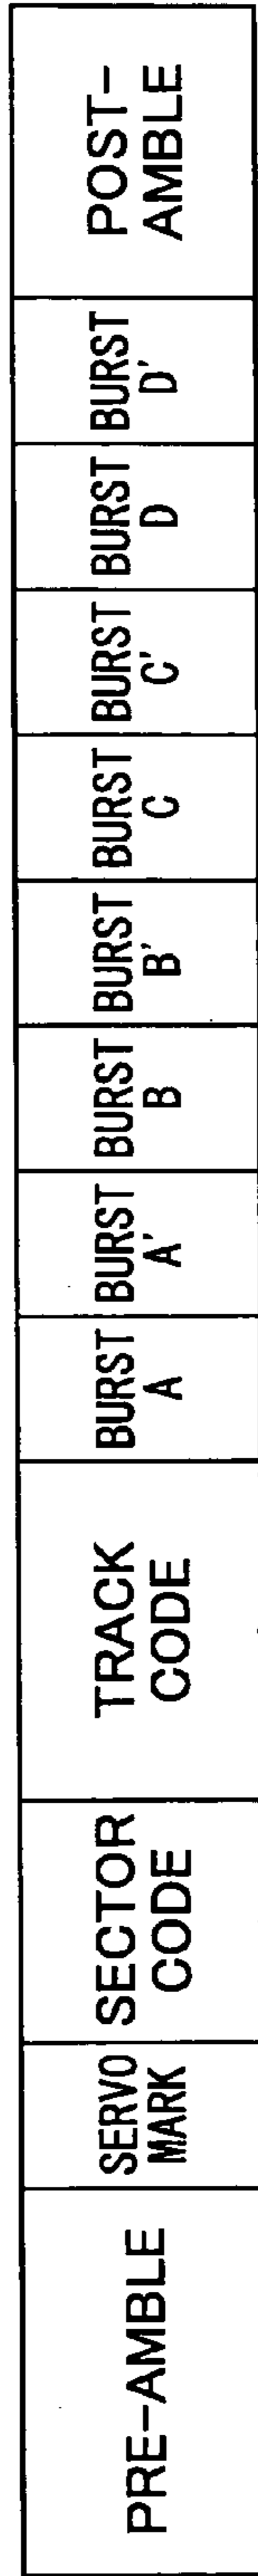 PRE-AMBLE
SERVO
MARK
SECTOR
CODE
TRACK
CODE
BURST
A
BURST
A'
BURST
B
BURST
B'
BURST
C
BURST
C'
BURST
D
BURST
D'
POST-
AMBLE